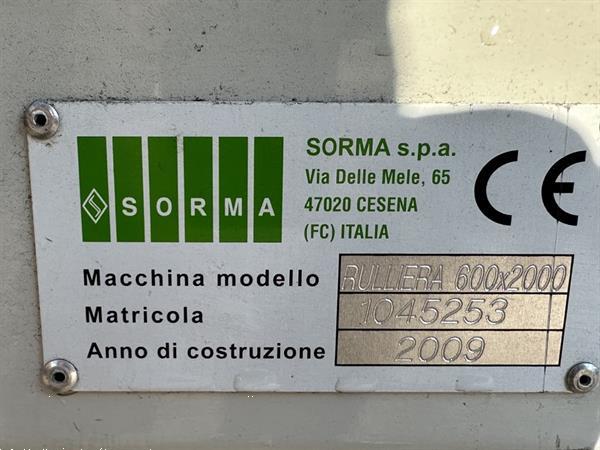 SORMA
SORMA s.p.a.
Via Delle Mele, 65
47020 CESENA
(FC) ITALIA
CE
Macchina modello RULLIERA 600x2000
Matricola 1045253
Anno di costruzione 2009